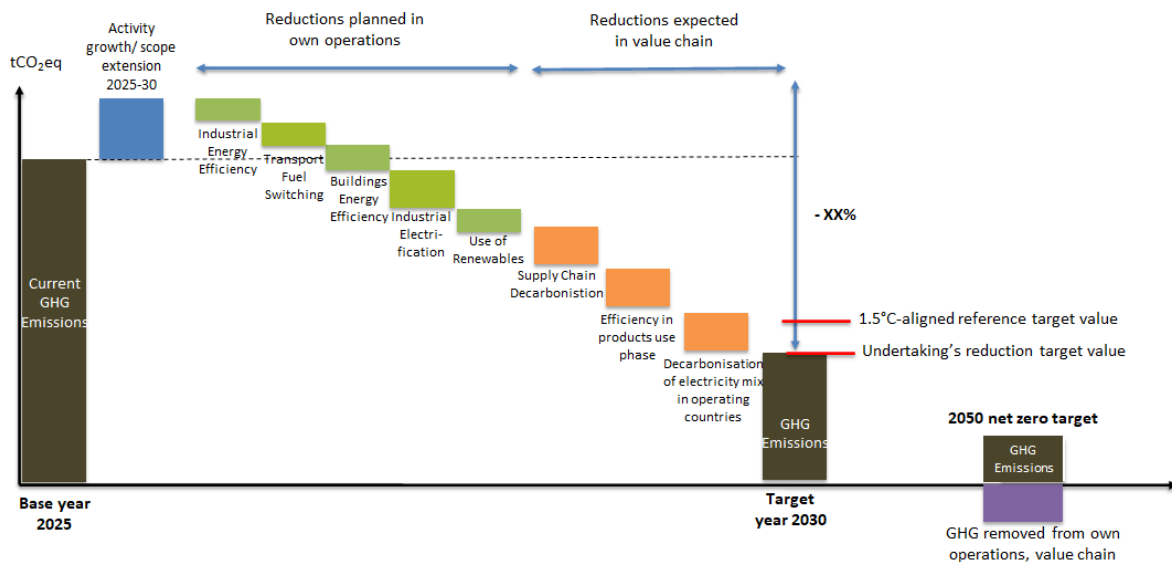 Activity
growth/ scope
extension
2025-30
Reductions planned in
own operations
Reductions expected
in value chain
tCO₂eq
Industrial
Energy
Efficiency
Transport
Fuel
Switching
Buildings
Energy
Efficiency
Industrial
Electri-
fication
Use of
Renewables
Supply Chain
Decarbonistion
Efficiency in
products use
phase
Decarbonisation
of electricity mix
in operating
countries
- XX%
1.5°C-aligned reference target value
Undertaking's reduction target value
Current
GHG
Emissions
GHG
Emissions
2050 net zero target
GHG
Emissions
Base year
2025
Target
year 2030
GHG removed from own
operations, value chain